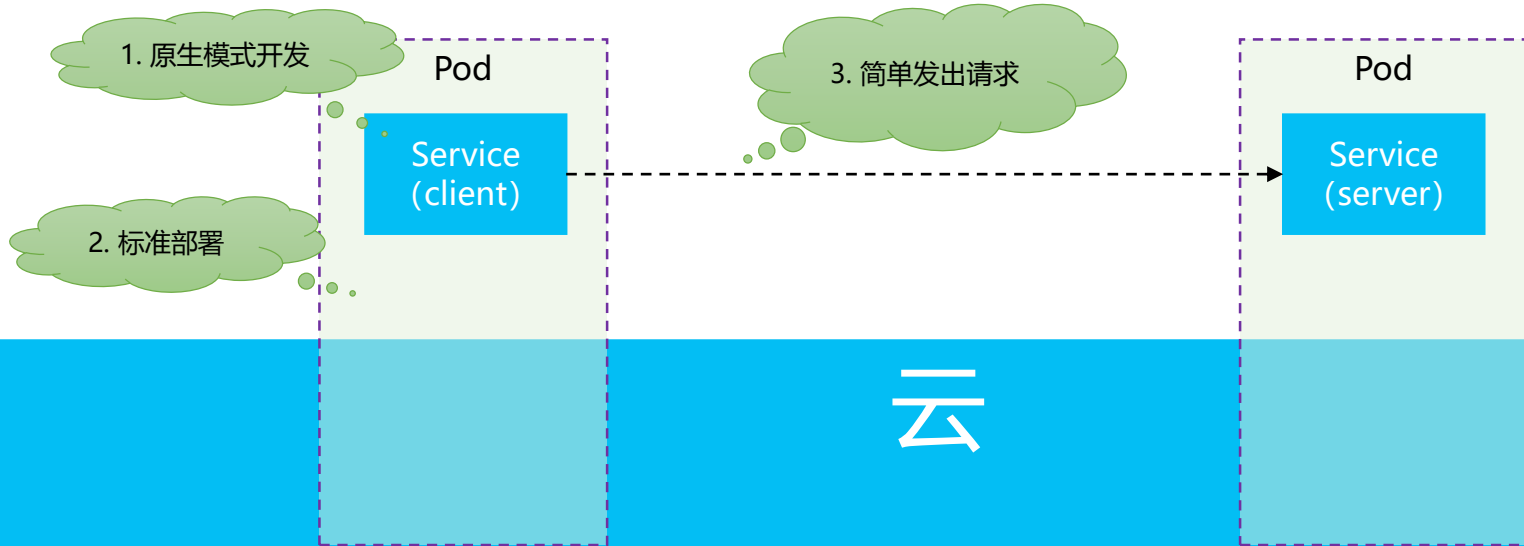 1. 原生模式开发
Pod
3. 简单发出请求
Pod
Service
(client)
Service
(server)
2. 标准部署
云